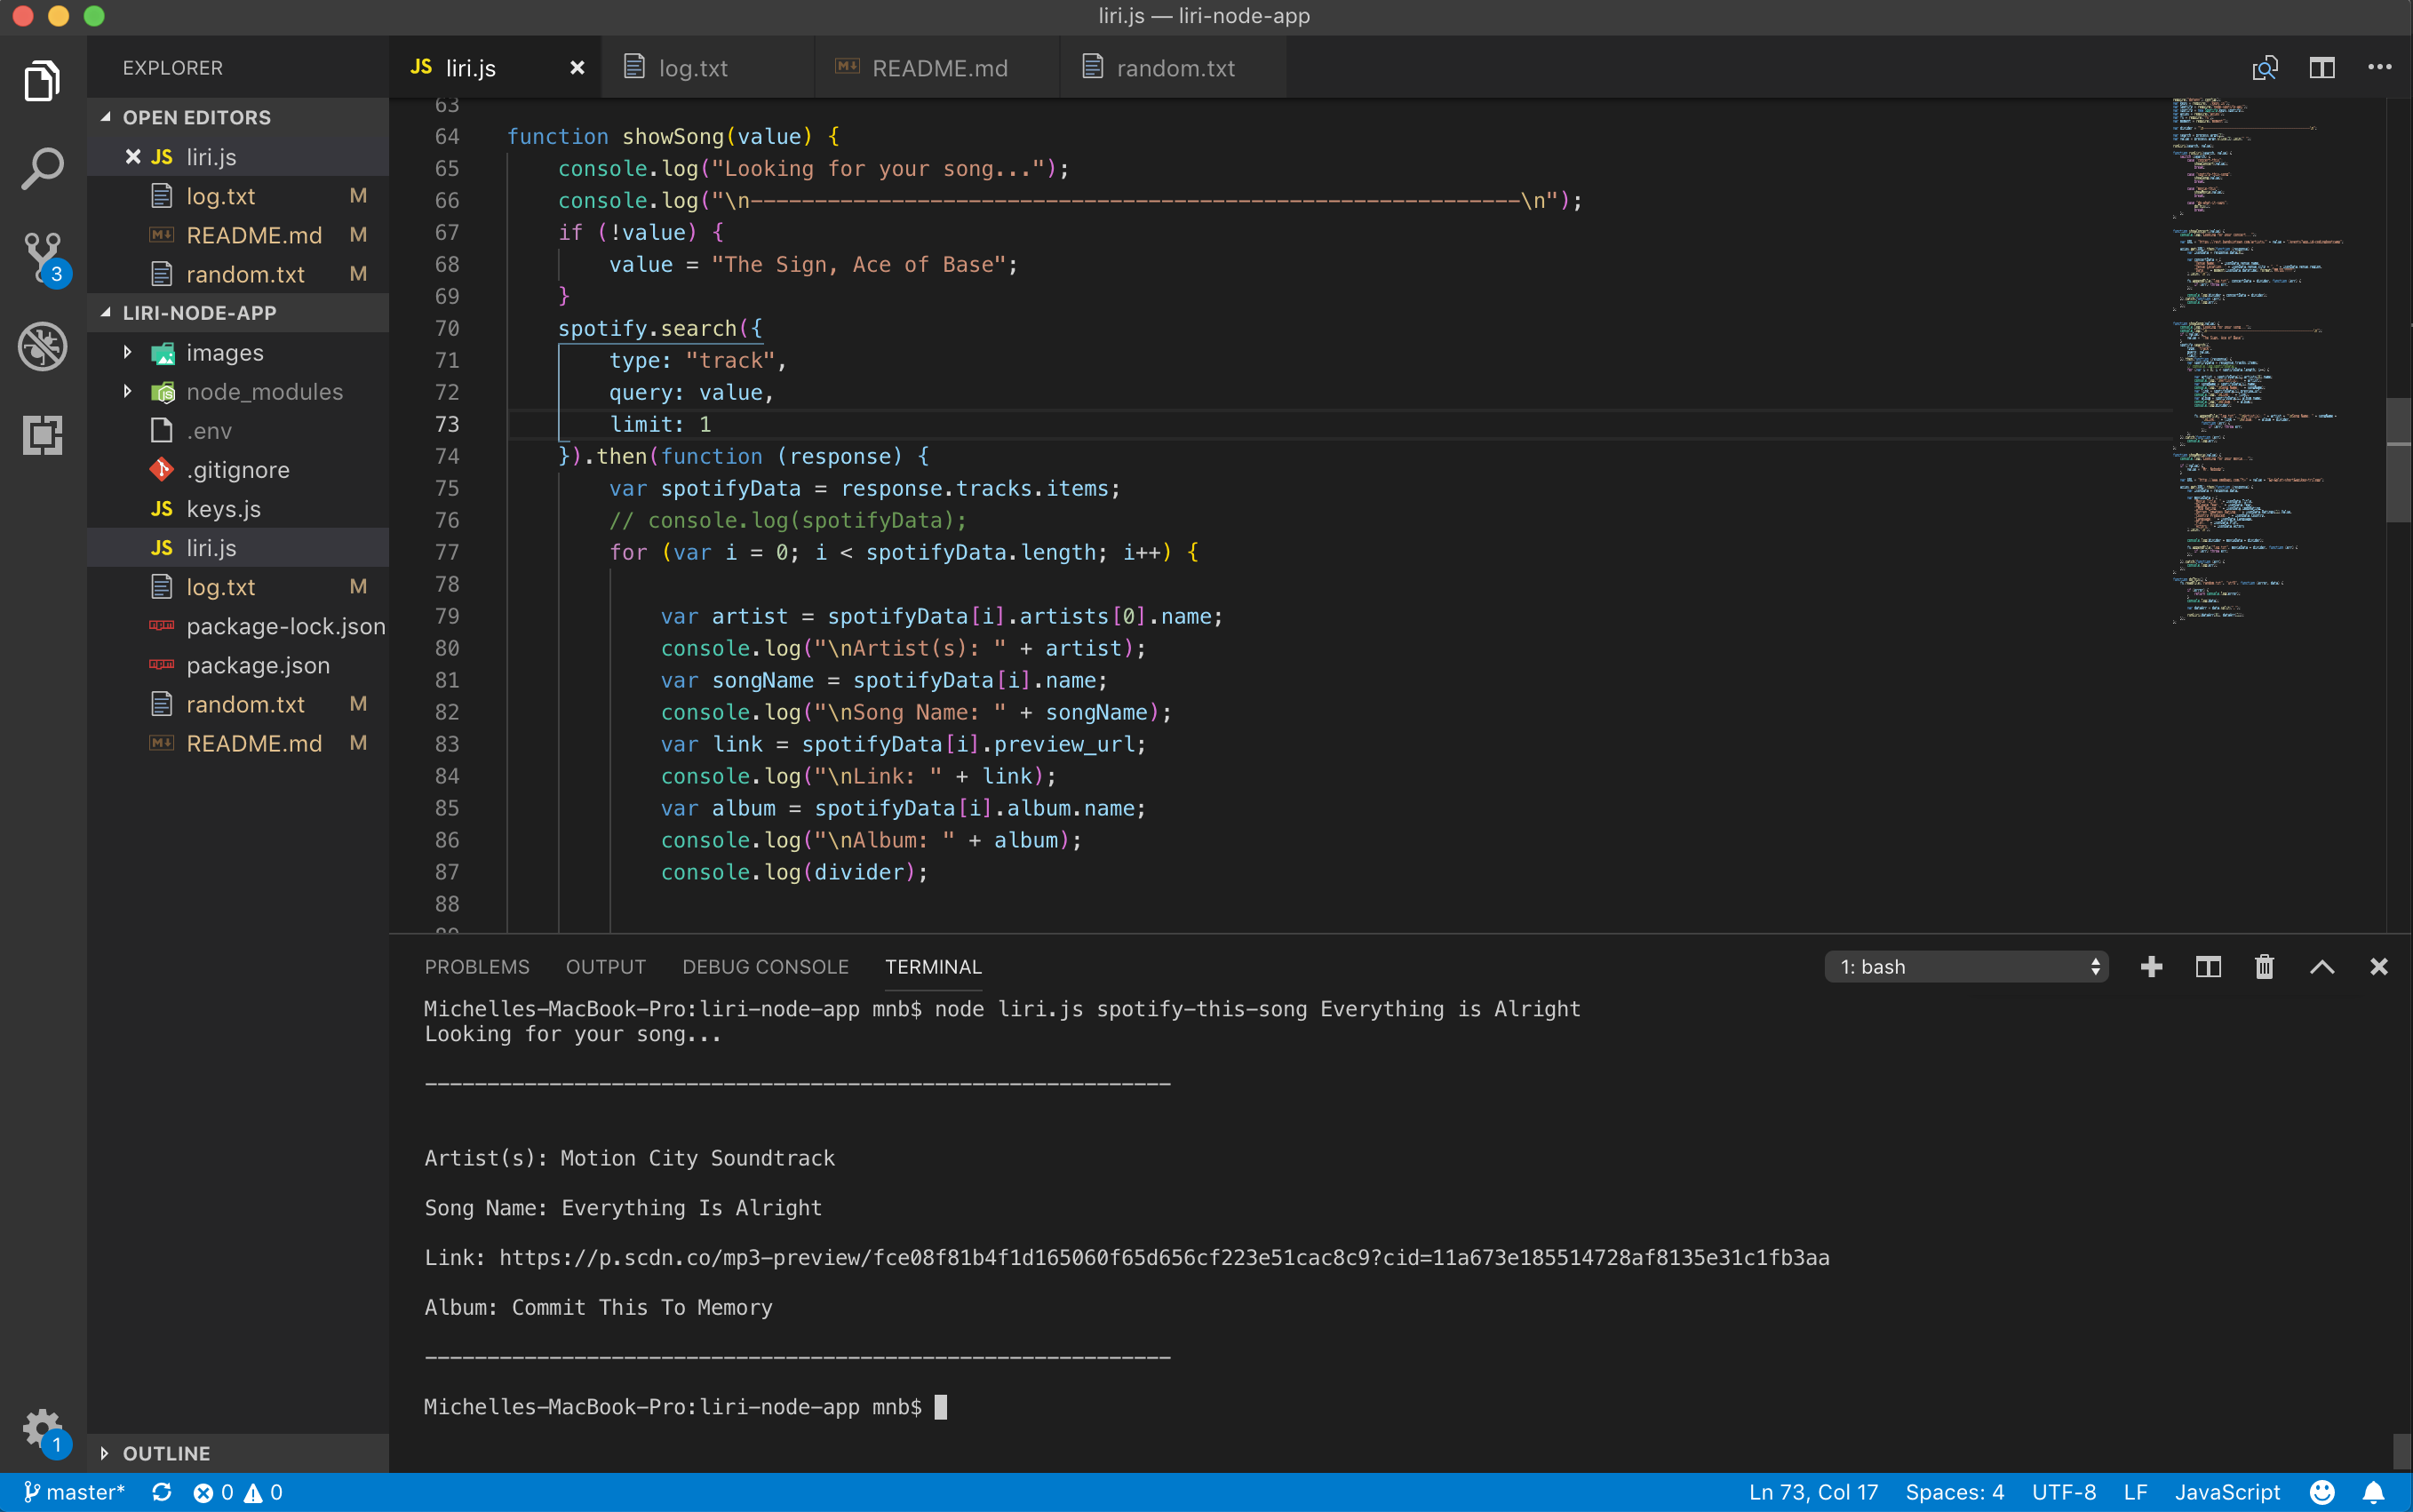 liri.js — liri-node-app
EXPLORER
OPEN EDITORS
JS liri.js
log.txt M
README.md M
random.txt M
LIRI-NODE-APP
images
node_modules
.env
.gitignore
JS keys.js
JS liri.js
log.txt M
package-lock.json
package.json
random.txt M
README.md M
OUTLINE
3
1
JS liri.js
log.txt
README.md
random.txt
63
64 function showSong(value) {
65 console.log("Looking for your song...");
66 console.log("\n------------------------------------------------------------\n");
67 if (!value) {
68 value = "The Sign, Ace of Base";
69 }
70 spotify.search({
71 type: "track",
72 query: value,
73 limit: 1
74 }).then(function (response) {
75 var spotifyData = response.tracks.items;
76 // console.log(spotifyData);
77 for (var i = 0; i < spotifyData.length; i++) {
78
79 var artist = spotifyData[i].artists[0].name;
80 console.log("\nArtist(s): " + artist);
81 var songName = spotifyData[i].name;
82 console.log("\nSong Name: " + songName);
83 var link = spotifyData[i].preview_url;
84 console.log("\nLink: " + link);
85 var album = spotifyData[i].album.name;
86 console.log("\nAlbum: " + album);
87 console.log(divider);
88
PROBLEMS OUTPUT DEBUG CONSOLE TERMINAL
1: bash
Michelles-MacBook-Pro:liri-node-app mnb$ node liri.js spotify-this-song Everything is Alright
Looking for your song...
------------------------------------------------------------
Artist(s): Motion City Soundtrack
Song Name: Everything Is Alright
Link: https://p.scdn.co/mp3-preview/fce08f81b4f1d165060f65d656cf223e51cac8c9?cid=11a673e185514728af8135e31c1fb3aa
Album: Commit This To Memory
------------------------------------------------------------
Michelles-MacBook-Pro:liri-node-app mnb$
master* 0 0 Ln 73, Col 17 Spaces: 4 UTF-8 LF JavaScript